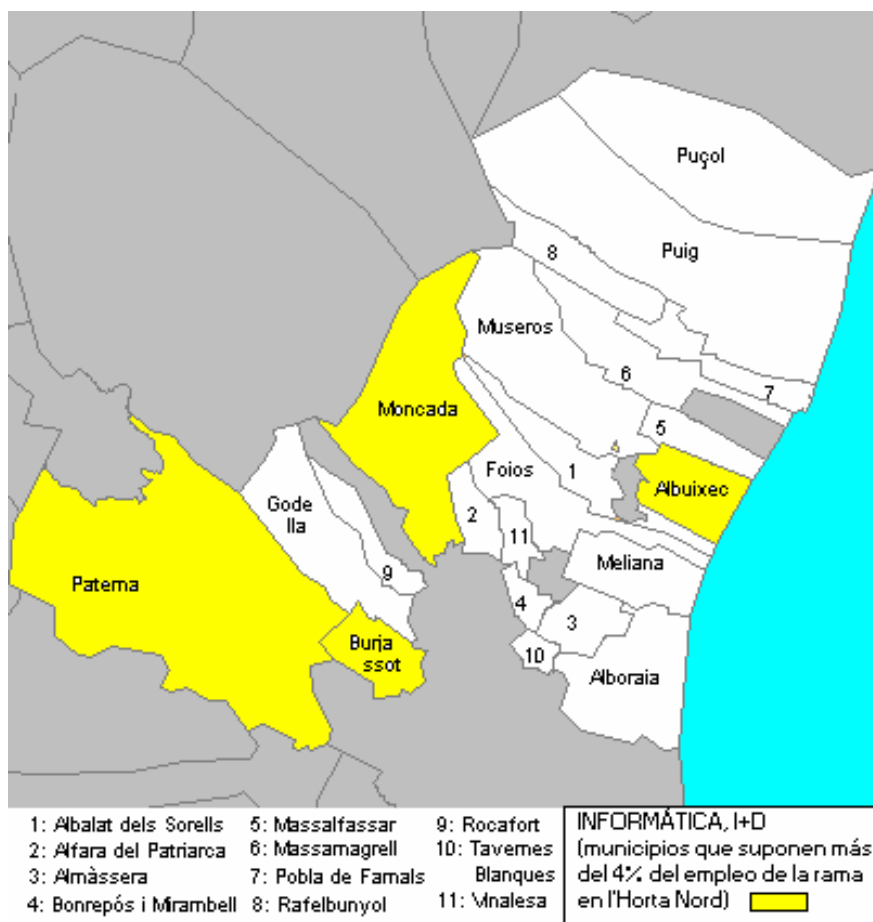 Puçol
Puig
8
Museros
6
7
Moncada
5
Foios
1
Albuixec
Gode
lla
2
11
Meliana
9
Paterna
4
3
Burja
ssot
10
Alboraia
1: Albalat dels Sorells
2: Alfara del Patriarca
3: Almàssera
4: Bonrepós i Mirambell
5: Massalfassar
6: Massamagrell
7: Pobla de Famals
8: Rafelbunyol
9: Rocafort
10: Tavernes
Blanques
11: Vinalesa
INFORMÁTICA, I+D
(municipios que suponen más
del 4% del empleo de la rama
en l'Horta Nord)